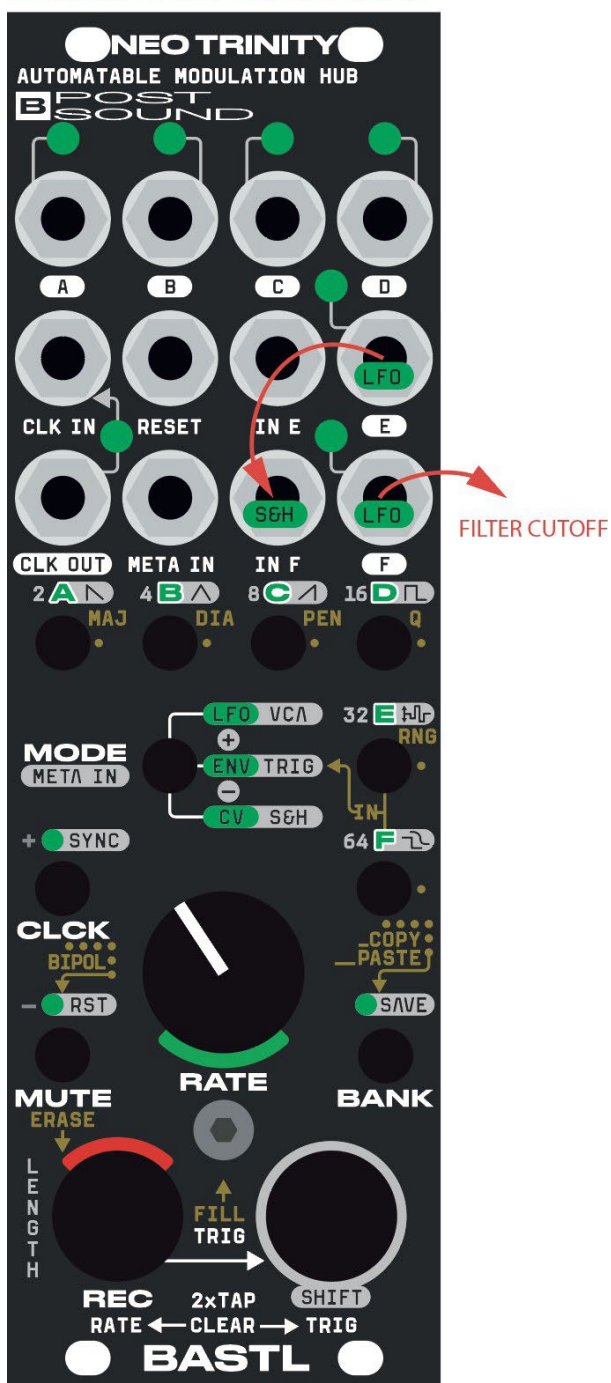 NEO TRINITY
AUTOMATABLE MODULATION HUB
B POST SOUND
A B C D
LFO
CLK IN RESET IN E E
S&H LFO
FILTER CUTOFF
CLK OUT META IN IN F F
2 A 4 B 8 C 16 D
MAJ DIA PEN Q
LFO VCA 32 E
+ RNG
MODE ENV TRIG
META IN - IN
CV S&H 64 F
+ SYNC
CLCK
COPY
BIPOL PASTE
- RST SAVE
RATE
MUTE BANK
ERASE
LENGTH
FILL
TRIG
REC 2xTAP SHIFT
RATE CLEAR TRIG
BASTL